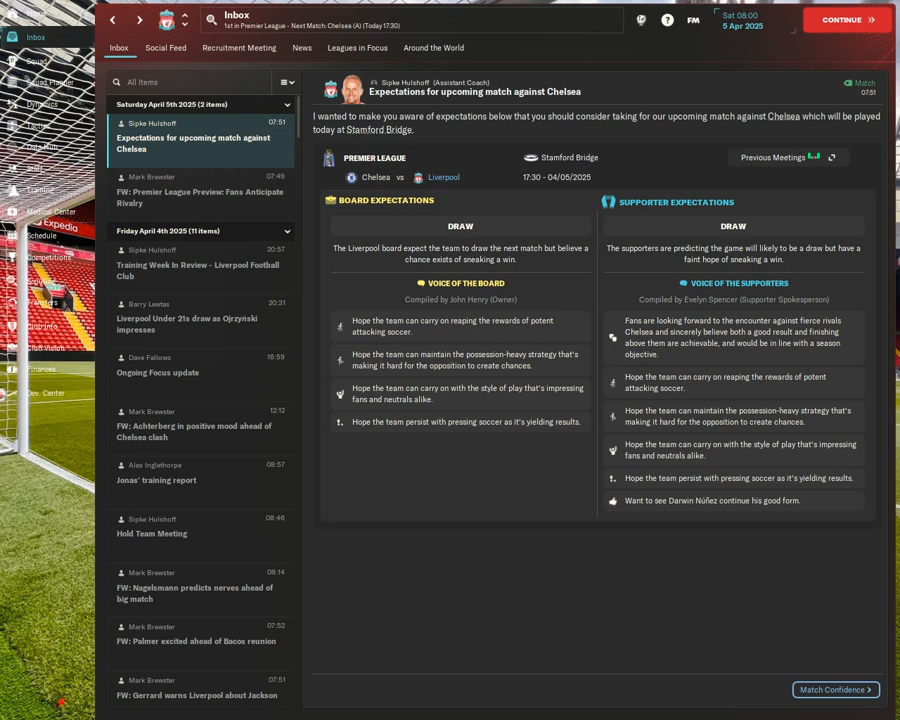 Inbox
1st in Premier League - Next Match: Chelsea (A) (Today 17:30)
FM
Sat 08:00
5 Apr 2025
CONTINUE
Inbox
Social Feed
Recruitment Meeting
News
Leagues in Focus
Around the World
Inbox
Squad
Squad Planner
Dynamics
Data Hub
Staff
Training
Medical Center
Schedule
Competitions
Scouting
Transfers
Club Info
Club Vision
Finances
Dev. Center
Expedia
All Items
Saturday April 5th 2025 (2 items)
Sipke Hulshoff 07:51
Expectations for upcoming match against
Chelsea
Mark Brewster 07:49
FW: Premier League Preview: Fans Anticipate
Rivalry
Friday April 4th 2025 (11 items)
Sipke Hulshoff 20:57
Training Week In Review - Liverpool Football
Club
Barry Lewtas 20:31
Liverpool Under 21s draw as Ojrzyński
impresses
Dave Fallows 16:59
Ongoing Focus update
Mark Brewster 12:12
FW: Achterberg in positive mood ahead of
Chelsea clash
Alex Inglethorpe 08:57
Jonas' training report
Sipke Hulshoff 08:46
Hold Team Meeting
Mark Brewster 08:14
FW: Nagelsmann predicts nerves ahead of
big match
Mark Brewster 07:52
FW: Palmer excited ahead of Bacos reunion
Mark Brewster 07:51
FW: Gerrard warns Liverpool about Jackson
Sipke Hulshoff (Assistant Coach)
Expectations for upcoming match against Chelsea
Match
07:51
I wanted to make you aware of expectations below that you should consider taking for our upcoming match against Chelsea which will be played
today at Stamford Bridge.
PREMIER LEAGUE
Stamford Bridge
Previous Meetings
Chelsea vs Liverpool
17:30 - 04/05/2025
BOARD EXPECTATIONS
DRAW
The Liverpool board expect the team to draw the next match but believe a
chance exists of sneaking a win.
VOICE OF THE BOARD
Compiled by John Henry (Owner)
Hope the team can carry on reaping the rewards of potent
attacking soccer.
Hope the team can maintain the possession-heavy strategy that's
making it hard for the opposition to create chances.
Hope the team can carry on with the style of play that's impressing
fans and neutrals alike.
Hope the team persist with pressing soccer as it's yielding results.
SUPPORTER EXPECTATIONS
DRAW
The supporters are predicting the game will likely to be a draw but have a
faint hope of sneaking a win.
VOICE OF THE SUPPORTERS
Compiled by Evelyn Spencer (Supporter Spokesperson)
Fans are looking forward to the encounter against fierce rivals
Chelsea and sincerely believe both a good result and finishing
above them are achievable, and would be in line with a season
objective.
Hope the team can carry on reaping the rewards of potent
attacking soccer.
Hope the team can maintain the possession-heavy strategy that's
making it hard for the opposition to create chances.
Hope the team can carry on with the style of play that's impressing
fans and neutrals alike.
Hope the team persist with pressing soccer as it's yielding results.
Want to see Darwin Núñez continue his good form.
Match Confidence